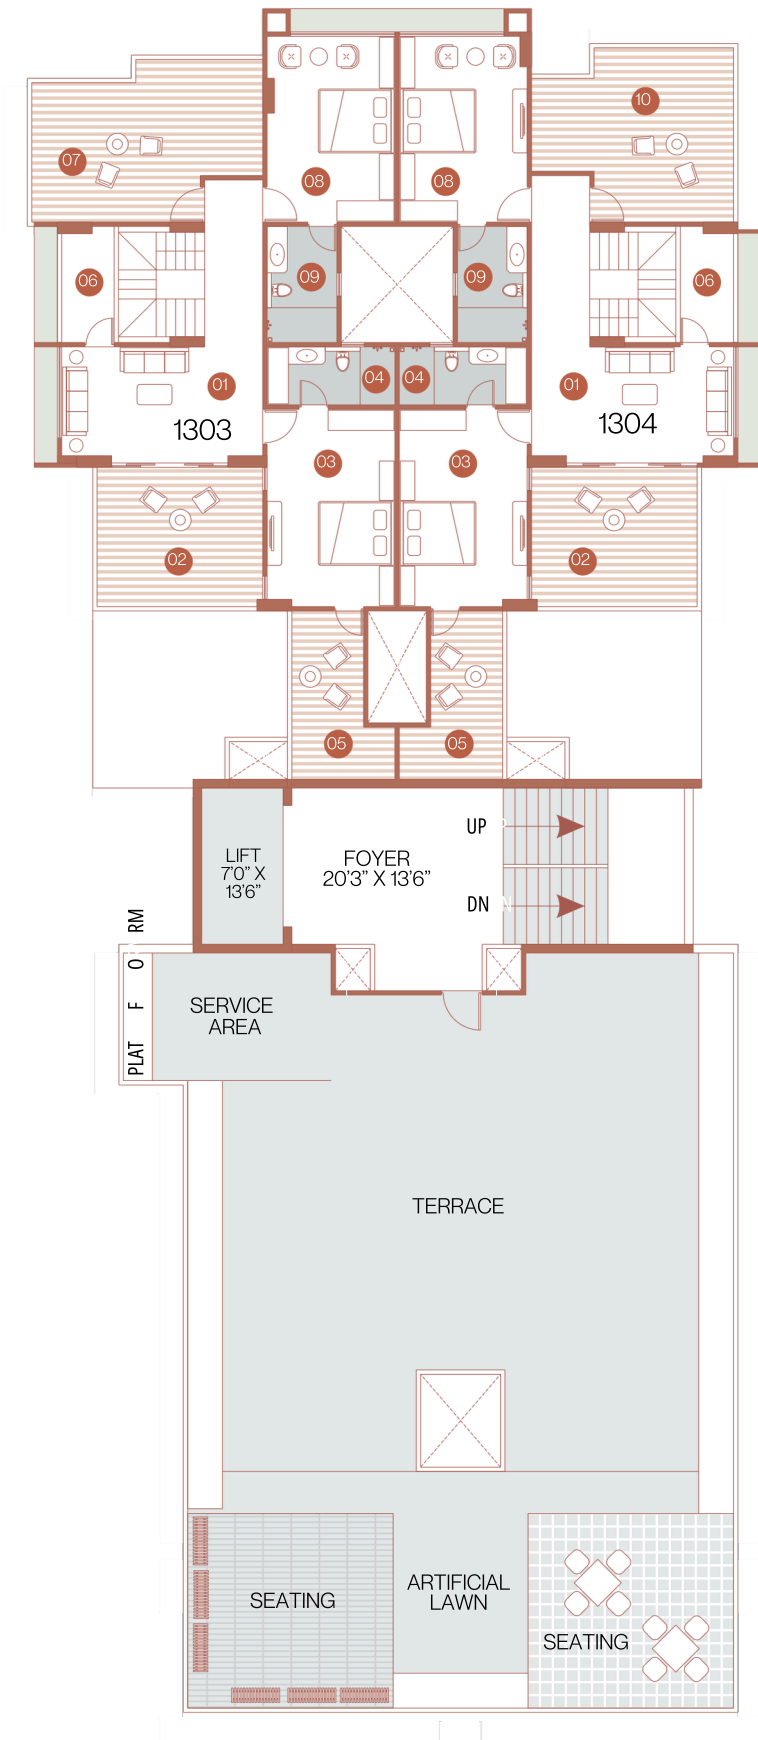 10
07
08
08
09
09
06
06
04
04
01
01
1303
1304
03
03
02
02
05
05
UP
LIFT
7'0" X
13'6"
FOYER
20'3" X 13'6"
DN
PLAT F O RM
SERVICE
AREA
TERRACE
SEATING
ARTIFICIAL
LAWN
SEATING